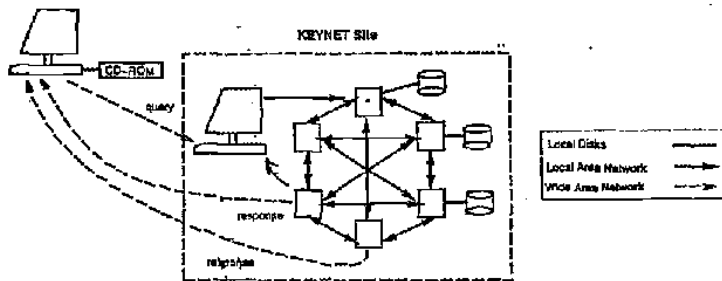 KEYNET Site
CD-ROM
query
response
response
Local Disks
Local Area Network
Wide Area Network